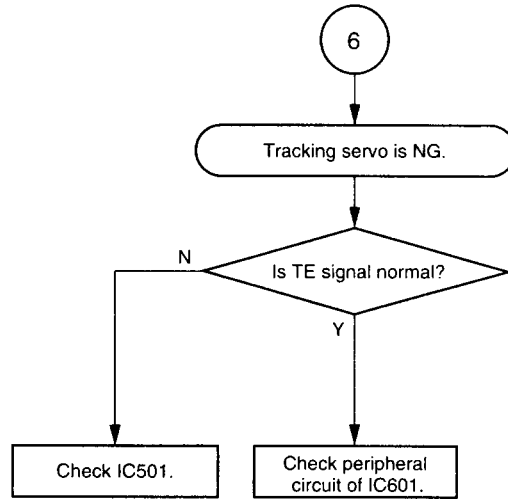 6
Tracking servo is NG.
Is TE signal normal?
N
Y
Check IC501.
Check peripheral
circuit of IC601.